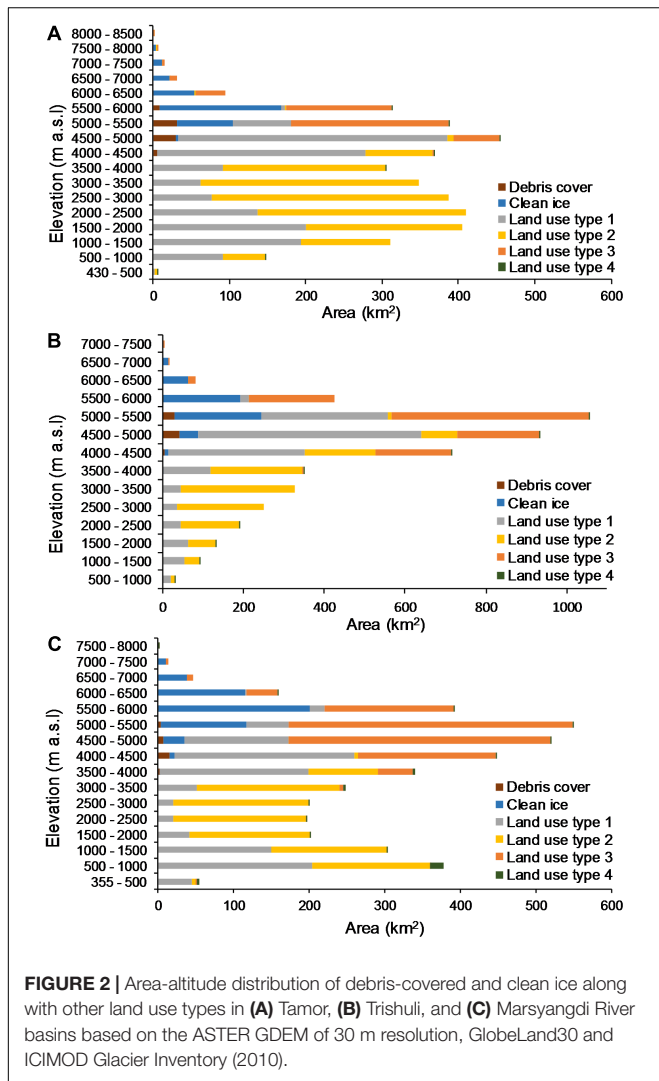 A
Elevation (m a.s.l)
8000 - 8500
7500 - 8000
7000 - 7500
6500 - 7000
6000 - 6500
5500 - 6000
5000 - 5500
4500 - 5000
4000 - 4500
3500 - 4000
3000 - 3500
2500 - 3000
2000 - 2500
1500 - 2000
1000 - 1500
500 - 1000
430 - 500
Debris cover
Clean ice
Land use type 1
Land use type 2
Land use type 3
Land use type 4
0 100 200 300 400 500 600
Area (km²)
B
Elevation (m a.s.l)
7000 - 7500
6500 - 7000
6000 - 6500
5500 - 6000
5000 - 5500
4500 - 5000
4000 - 4500
3500 - 4000
3000 - 3500
2500 - 3000
2000 - 2500
1500 - 2000
1000 - 1500
500 - 1000
Debris cover
Clean ice
Land use type 1
Land use type 2
Land use type 3
Land use type 4
0 200 400 600 800 1000
Area (km²)
C
Elevation (m a.s.l)
7500 - 8000
7000 - 7500
6500 - 7000
6000 - 6500
5500 - 6000
5000 - 5500
4500 - 5000
4000 - 4500
3500 - 4000
3000 - 3500
2500 - 3000
2000 - 2500
1500 - 2000
1000 - 1500
500 - 1000
355 - 500
Debris cover
Clean ice
Land use type 1
Land use type 2
Land use type 3
Land use type 4
0 100 200 300 400 500 600
Area (km²)
FIGURE 2 | Area-altitude distribution of debris-covered and clean ice along
with other land use types in (A) Tamor, (B) Trishuli, and (C) Marsyangdi River
basins based on the ASTER GDEM of 30 m resolution, GlobeLand30 and
ICIMOD Glacier Inventory (2010).